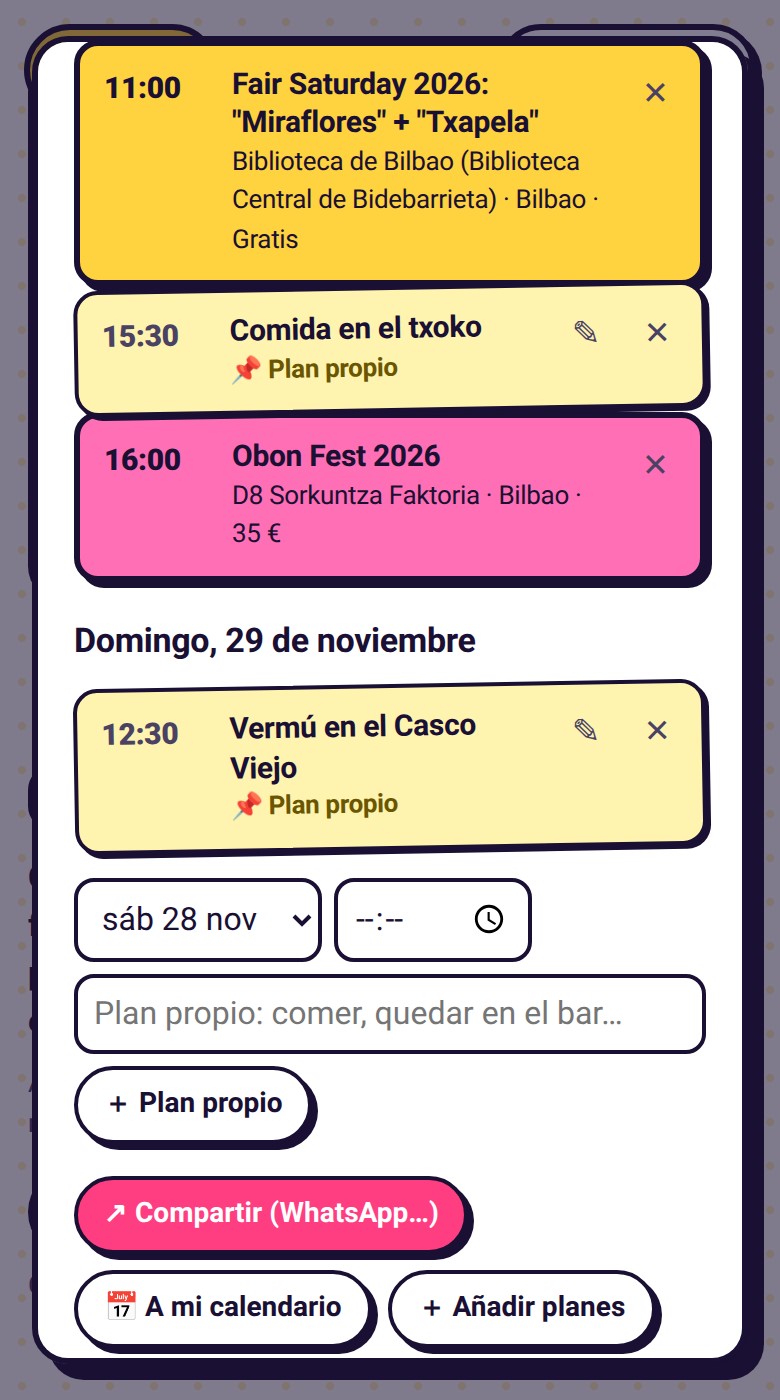 11:00
Fair Saturday 2026:
"Miraflores" + "Txapela"
Biblioteca de Bilbao (Biblioteca
Central de Bidebarrieta) · Bilbao ·
Gratis
15:30
Comida en el txoko
📌 Plan propio
16:00
Obon Fest 2026
D8 Sorkuntza Faktoria · Bilbao ·
35 €
Domingo, 29 de noviembre
12:30
Vermú en el Casco
Viejo
📌 Plan propio
sáb 28 nov
--:--
Plan propio: comer, quedar en el bar...
+ Plan propio
↗ Compartir (WhatsApp...)
📅 A mi calendario
+ Añadir planes